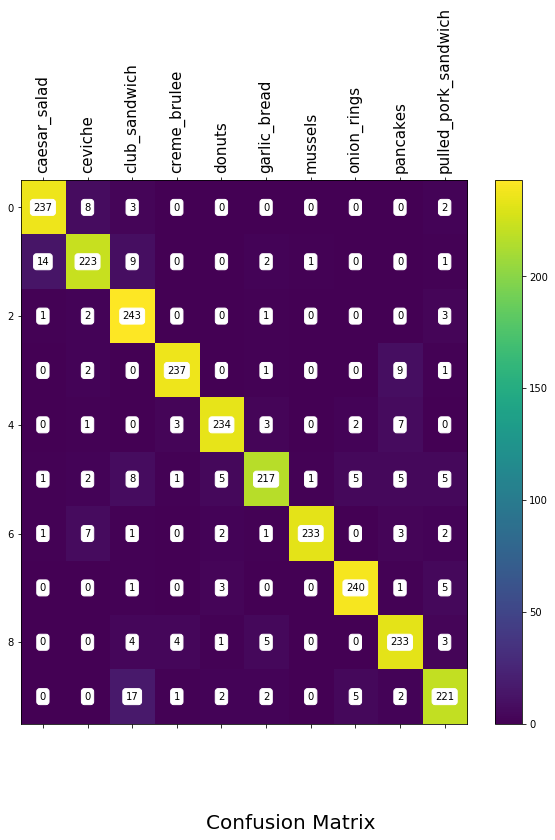 caesar_salad ceviche club_sandwich creme_brulee donuts garlic_bread mussels onion_rings pancakes pulled_pork_sandwich
0 237 8 3 0 0 0 0 0 0 2
14 223 9 0 0 2 1 0 0 1
2 1 2 243 0 0 1 0 0 0 3
0 2 0 237 0 1 0 0 9 1
4 0 1 0 3 234 3 0 2 7 0
1 2 8 1 5 217 1 5 5 5
6 1 7 1 0 2 1 233 0 3 2
0 0 1 0 3 0 0 240 1 5
8 0 0 4 4 1 5 0 0 233 3
0 0 17 1 2 2 0 5 2 221
200
150
100
50
0
Confusion Matrix